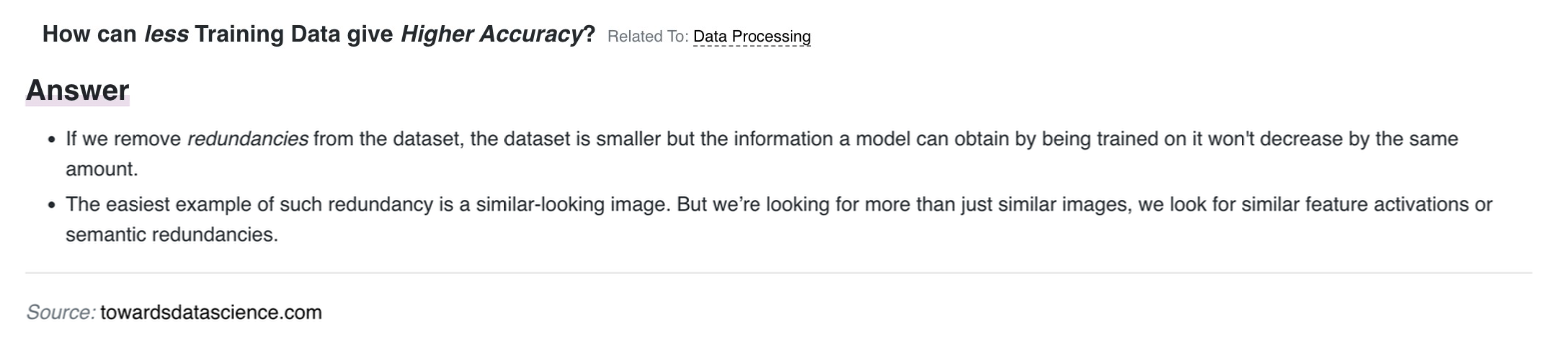 How can less Training Data give Higher Accuracy? Related To: Data Processing
Answer
• If we remove redundancies from the dataset, the dataset is smaller but the information a model can obtain by being trained on it won't decrease by the same
amount.
• The easiest example of such redundancy is a similar-looking image. But we’re looking for more than just similar images, we look for similar feature activations or
semantic redundancies.
Source: towardsdatascience.com